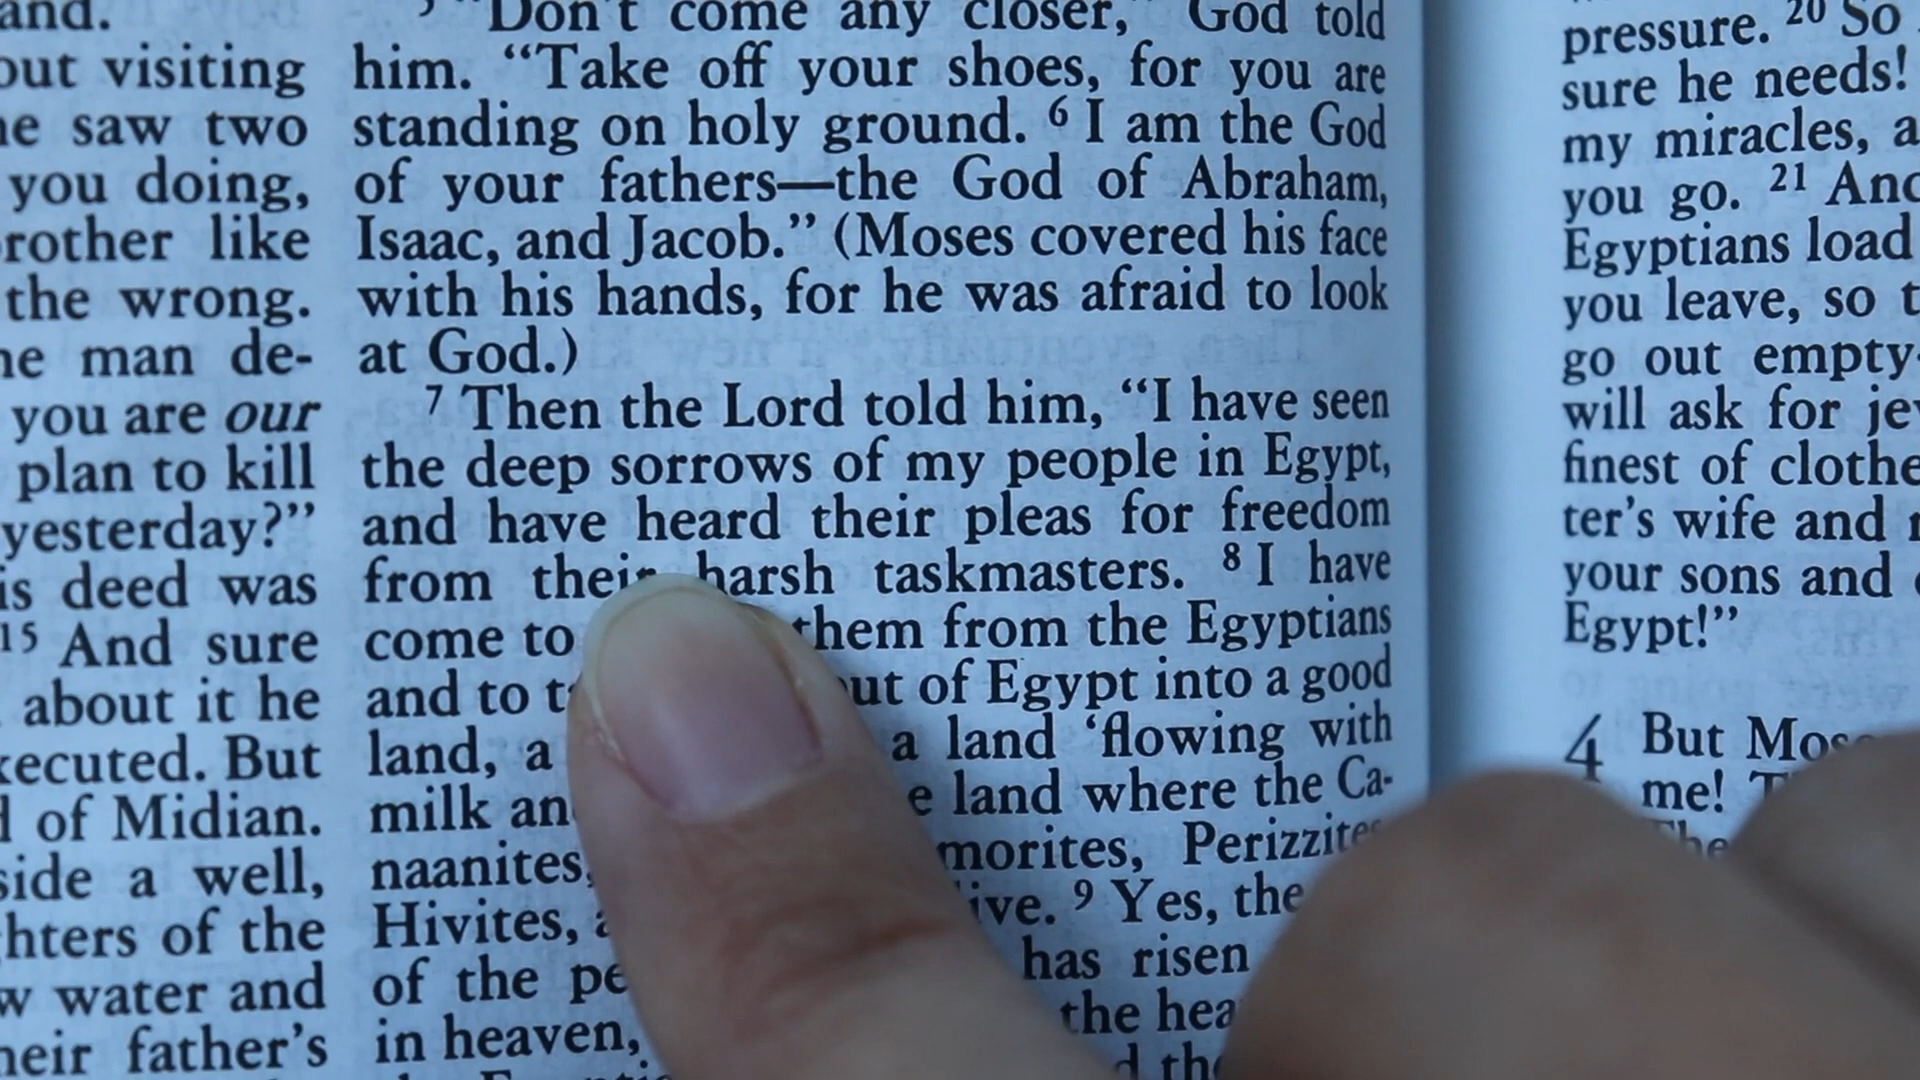 and.
out visiting
he saw two
you doing,
brother like
the wrong.
he man de-
you are our
plan to kill
yesterday?”
is deed was
15 And sure
about it he
xecuted. But
d of Midian.
side a well,
hters of the
w water and
heir father’s
5 “Don’t come any closer,” God told
him. “Take off your shoes, for you are
standing on holy ground. 6 I am the God
of your fathers—the God of Abraham,
Isaac, and Jacob.” (Moses covered his face
with his hands, for he was afraid to look
at God.)
7 Then the Lord told him, “I have seen
the deep sorrows of my people in Egypt,
and have heard their pleas for freedom
from their harsh taskmasters. 8 I have
come to them from the Egyptians
and to out of Egypt into a good
land, a a land ‘flowing with
milk land where the Ca-
naanites, morites, Perizzites
Hivites, ive. 9 Yes, the
of the has risen
in heaven, the
pressure. 20 So
sure he needs!
my miracles, a
you go. 21 And
Egyptians load
you leave, so
go out empty-
will ask for
finest of clothe
ter’s wife and
your sons and
Egypt!”
4 But Moses
me!